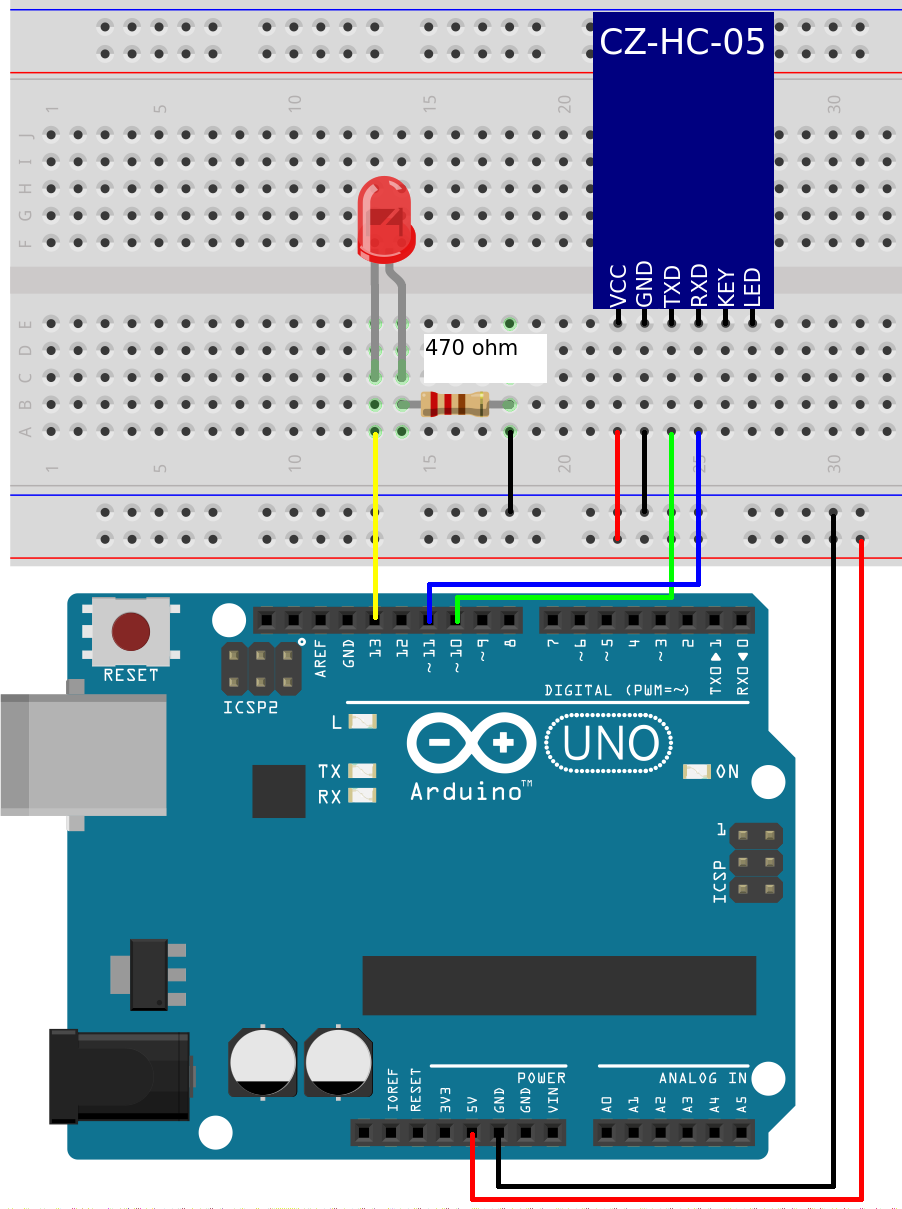 CZ-HC-05
1 5 10 15 20 30
J
I
H
G
F
VCC GND TXD RXD KEY LED
E
D
C
B
A
470 ohm
1 5 10 15 20 25 30
RESET
ICSP2
AREF GND 13 12 ~11 ~10 ~9 8 7 ~6 ~5 4 ~3 2 TX0▶1 RX0◀0
DIGITAL (PWM=~)
L
TX
RX
Arduino™
UNO
ON
1
ICSP
IOREF RESET 3V3 5V GND GND VIN
POWER
ANALOG IN
A0 A1 A2 A3 A4 A5